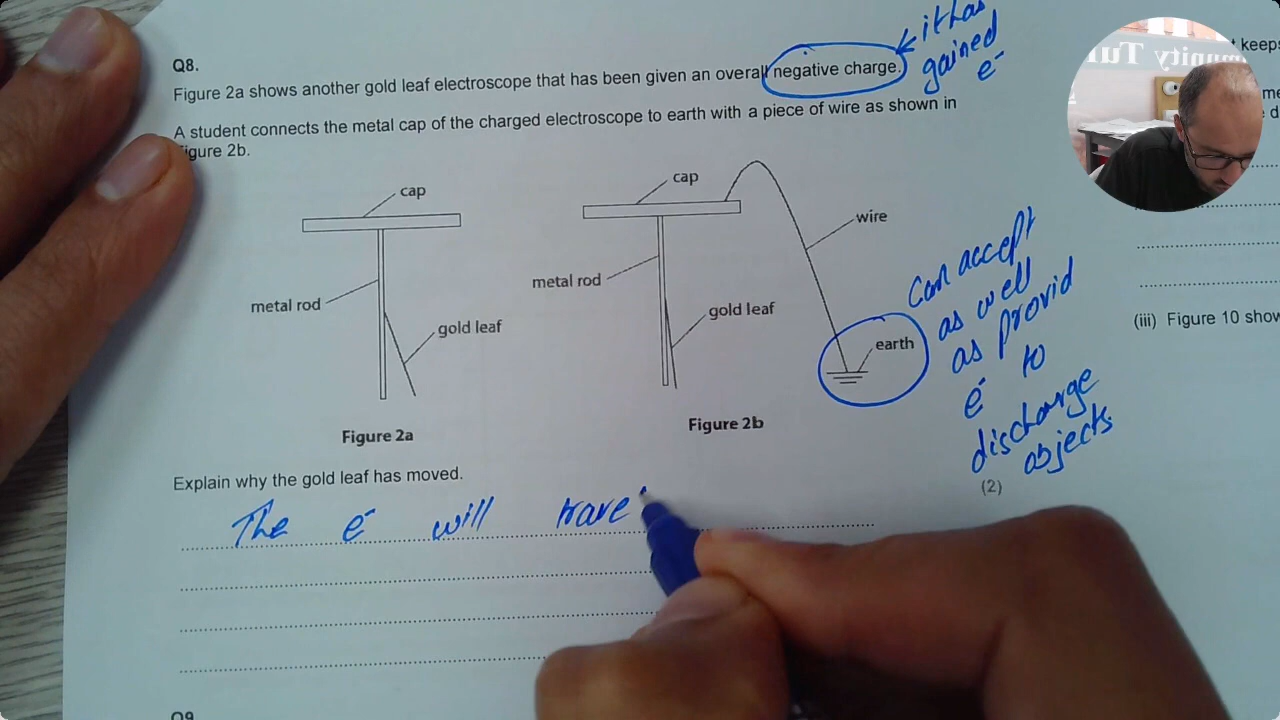 Q8.
Figure 2a shows another gold leaf electroscope that has been given an overall negative charge.
it has
gained
e⁻
A student connects the metal cap of the charged electroscope to earth with a piece of wire as shown in
igure 2b.
cap
metal rod
gold leaf
Figure 2a
cap
wire
metal rod
gold leaf
earth
Figure 2b
Can accept
as well
as provid
e⁻ to
discharge
objects.
Explain why the gold leaf has moved.
(2)
The e⁻ will trave
Q9
keeps
me
(iii) Figure 10 show